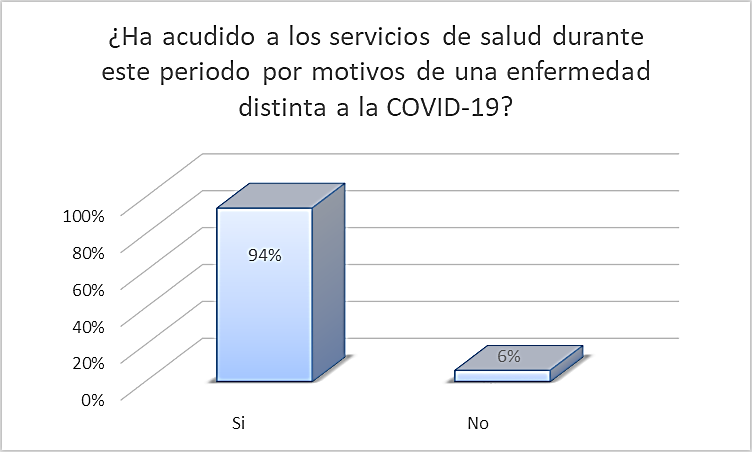 ¿Ha acudido a los servicios de salud durante
este periodo por motivos de una enfermedad
distinta a la COVID-19?
100%
80%
60%
40%
20%
0%
94%
6%
Si
No